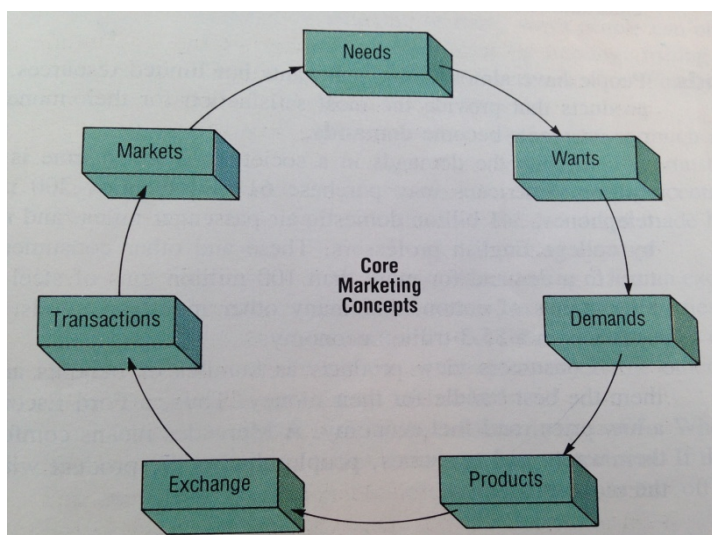 Needs
Wants
Demands
Products
Exchange
Transactions
Markets
Core
Marketing
Concepts